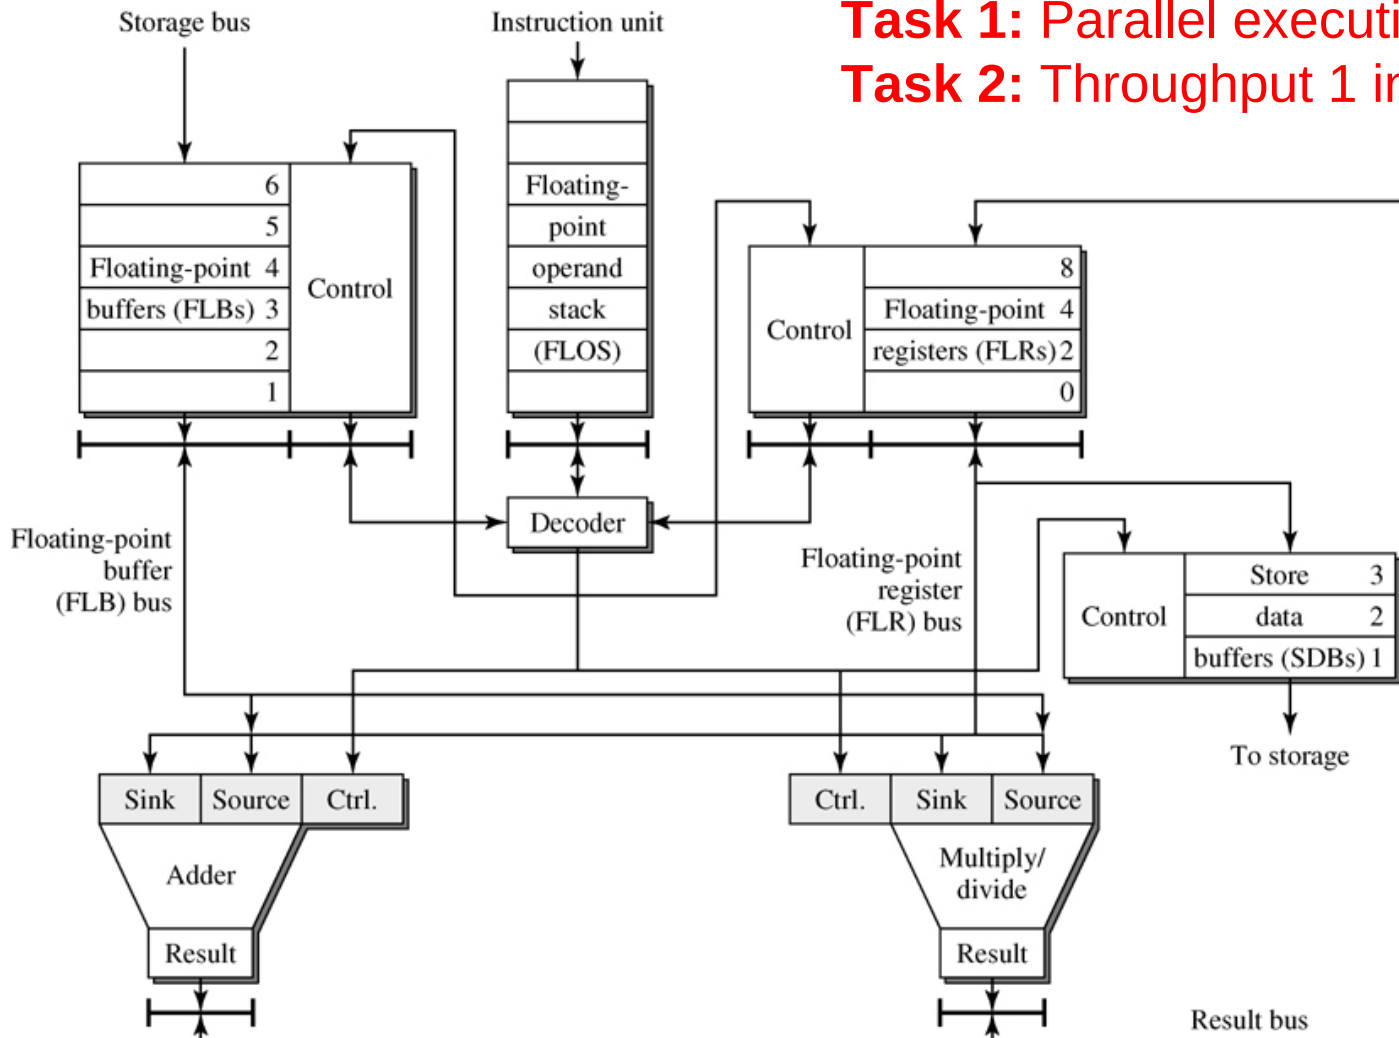 Storage bus
Instruction unit
Task 1: Parallel executi
Task 2: Throughput 1 in
6
5
Floating-point 4
buffers (FLBs) 3
2
1
Control
Floating-
point
operand
stack
(FLOS)
Control
8
Floating-point 4
registers (FLRs) 2
0
Decoder
Floating-point
buffer
(FLB) bus
Floating-point
register
(FLR) bus
Control
Store 3
data 2
buffers (SDBs) 1
To storage
Sink Source Ctrl.
Adder
Result
Ctrl. Sink Source
Multiply/
divide
Result
Result bus